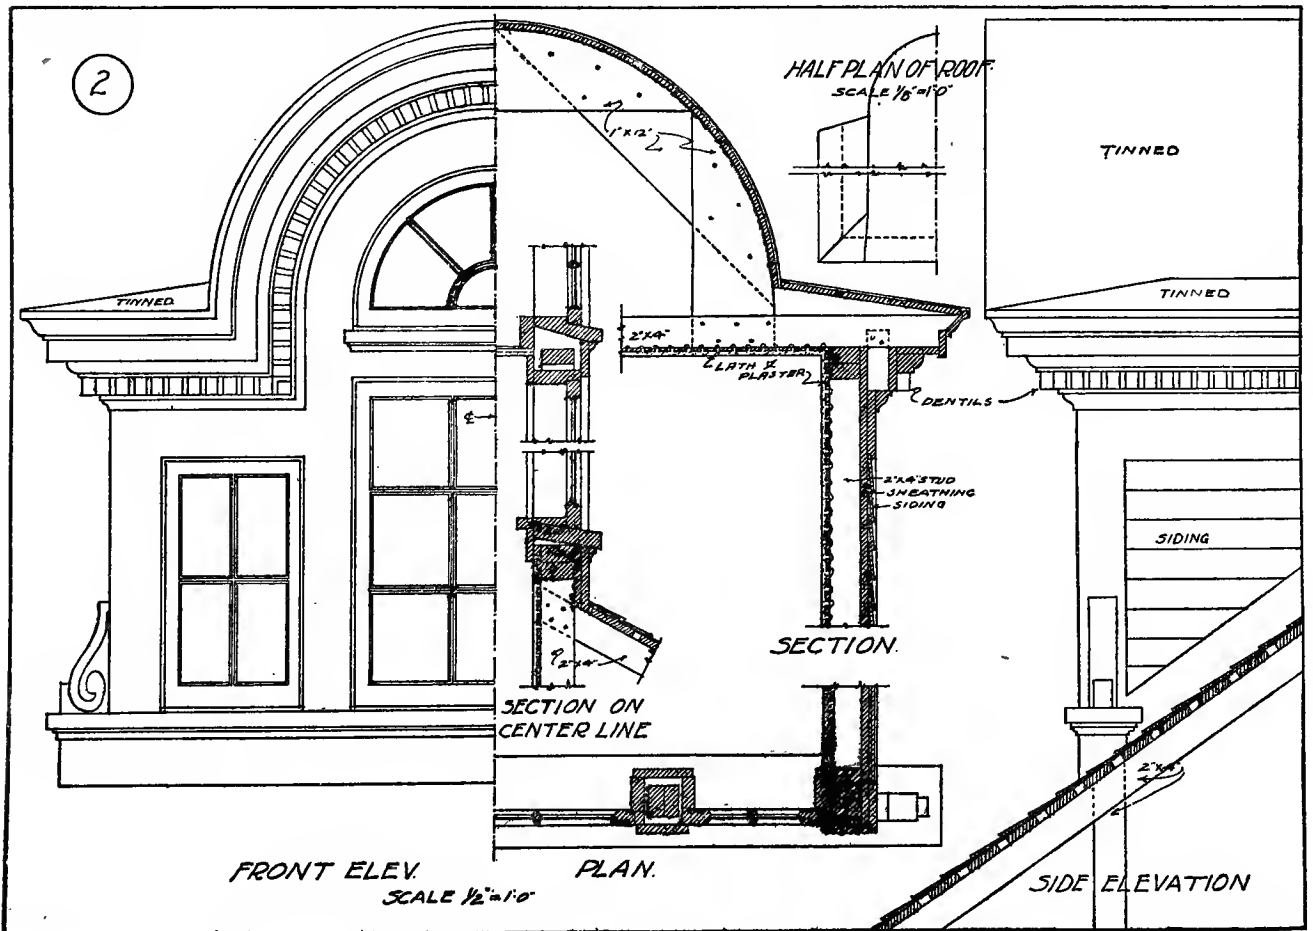 2
HALF PLAN OF ROOF.
SCALE 1/8"=1'-0"
TINNED
1"X12"
TINNED
TINNED
2"X4"
LATH &
PLASTER
DENTILS
℄
2"X4" STUD
SHEATHING
SIDING
SIDING
SECTION.
2"X4"
SECTION ON
CENTER LINE
2"X4"
FRONT ELEV.
PLAN.
SIDE ELEVATION
SCALE 1/2"=1'-0"